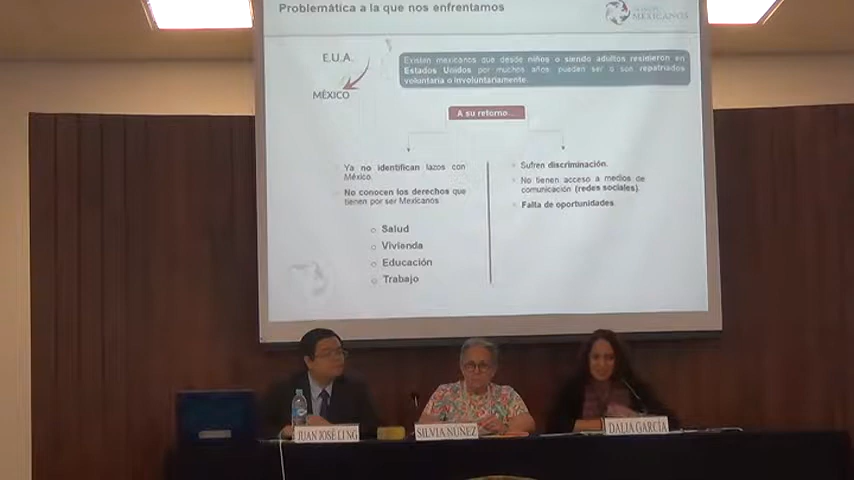 Problemática a la que nos enfrentamos
MEXICANOS
E.U.A.
MÉXICO
Existen mexicanos que desde niños o siendo adultos residieron en
Estados Unidos por muchos años, pueden ser o son repatriados
voluntaria o involuntariamente.
A su retorno...
Ya no identifican lazos con
México.
No conocen los derechos que
tienen por ser Mexicanos
Salud
Vivienda
Educación
Trabajo
Sufren discriminación.
No tienen acceso a medios de
comunicación (redes sociales).
Falta de oportunidades
JUAN JOSÉ LI NG
SILVIA NÚÑEZ
DALIA GARCÍA